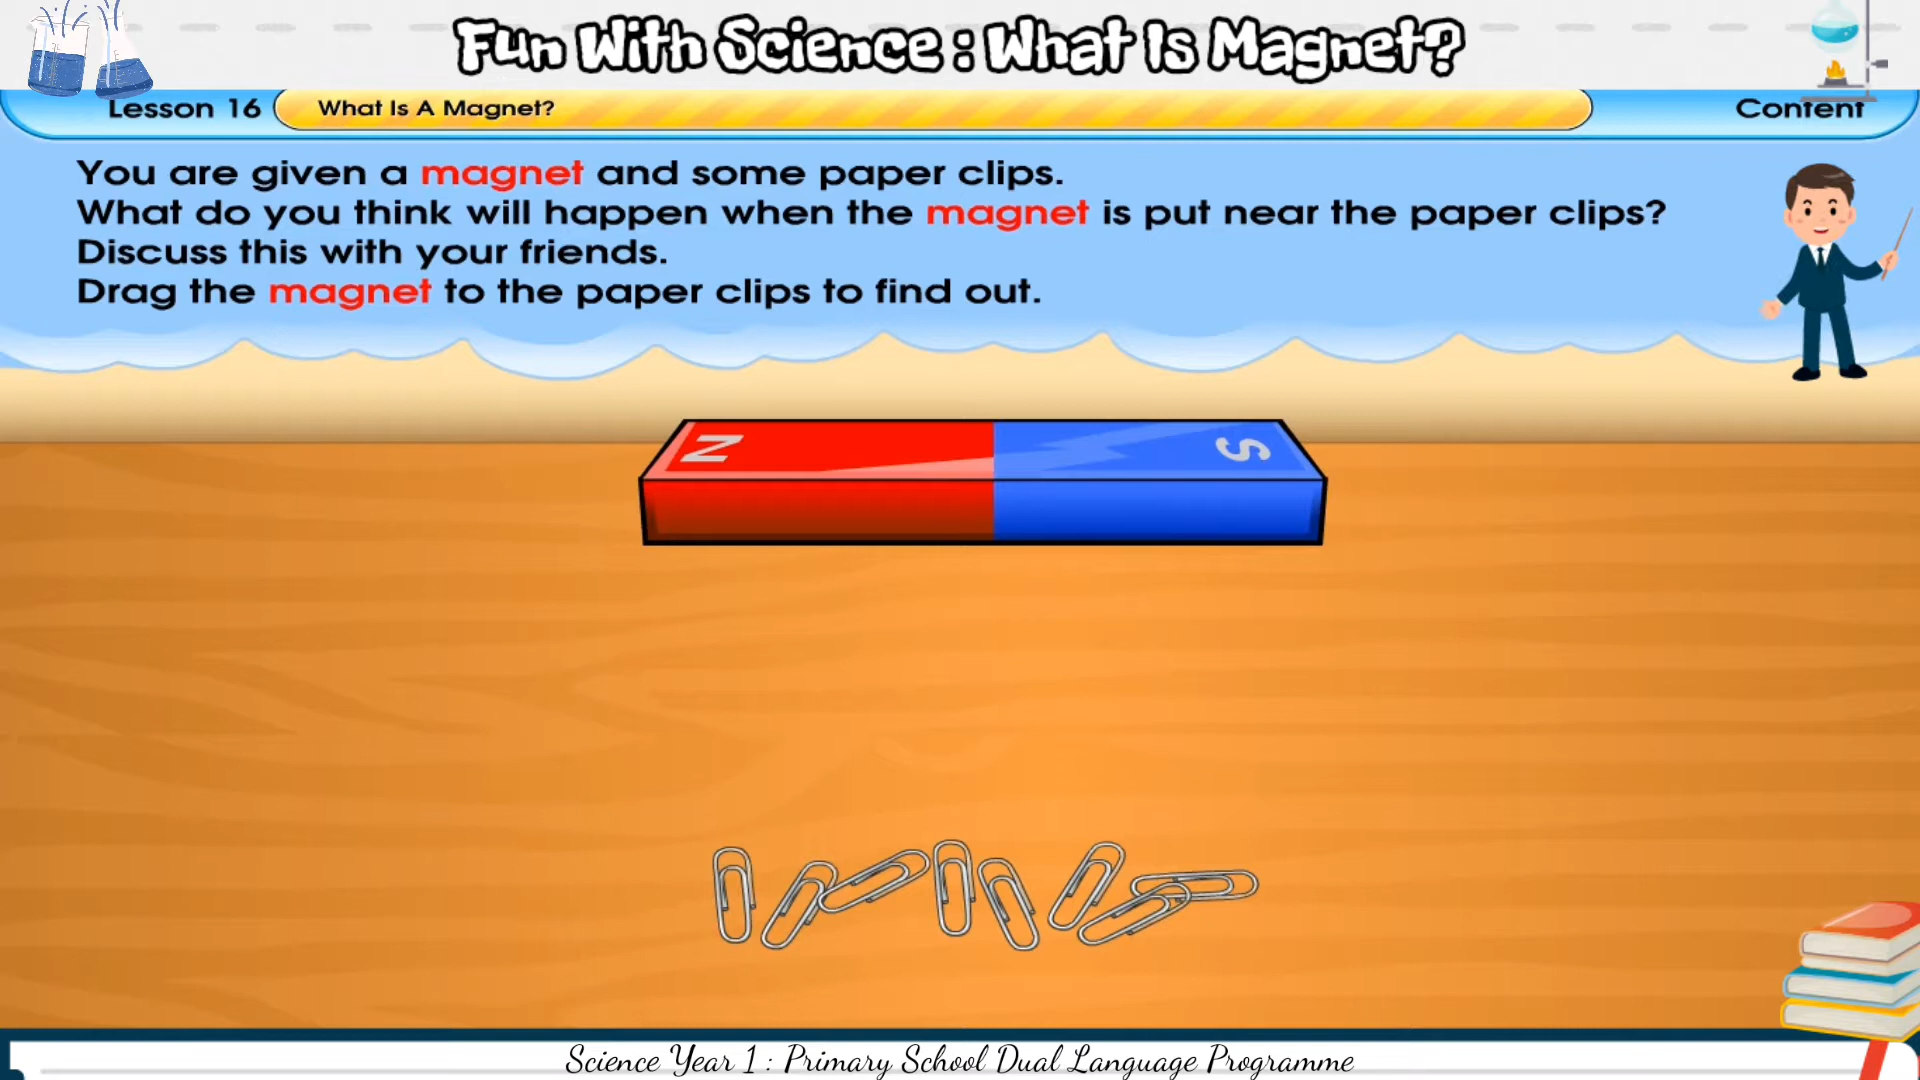 Fun With Science : What Is Magnet?
Lesson 16
What Is A Magnet?
Content
You are given a magnet and some paper clips.
What do you think will happen when the magnet is put near the paper clips?
Discuss this with your friends.
Drag the magnet to the paper clips to find out.
N
S
Science Year 1 : Primary School Dual Language Programme